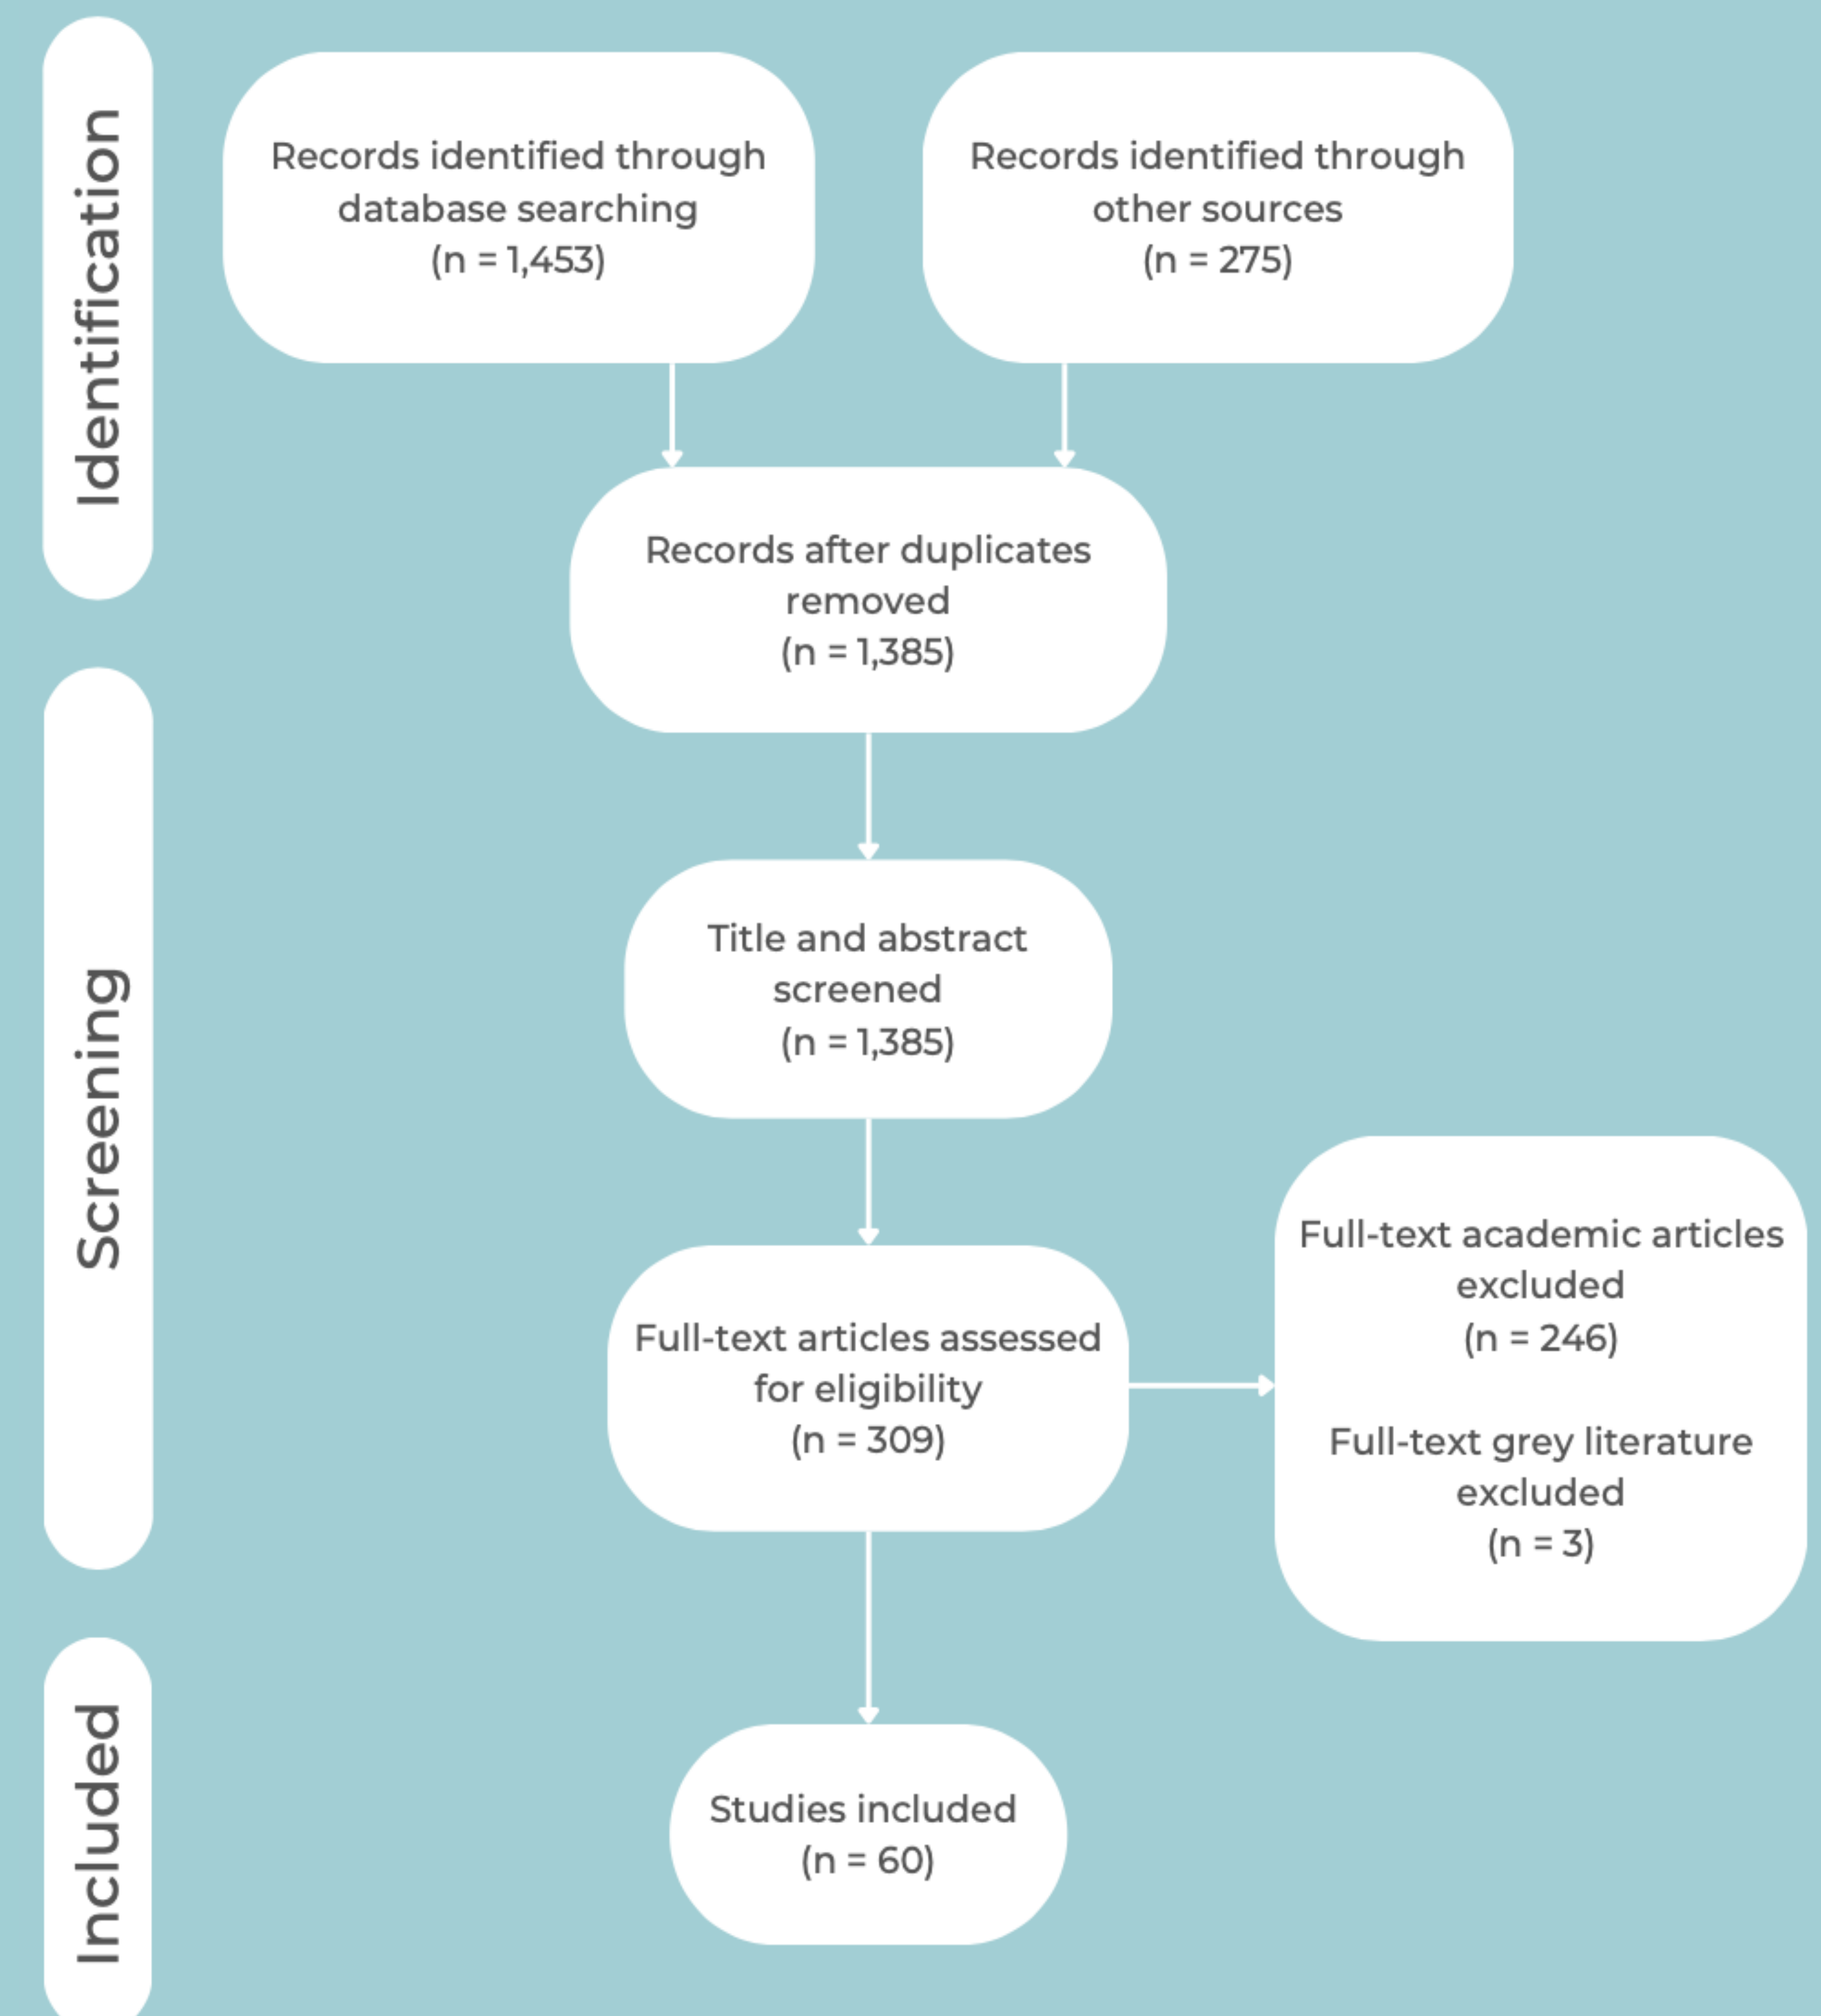 Identification
Records identified through
database searching
(n = 1,453)
Records identified through
other sources
(n = 275)
Records after duplicates
removed
(n = 1,385)
Screening
Title and abstract
screened
(n = 1,385)
Full-text articles assessed
for eligibility
(n = 309)
Full-text academic articles
excluded
(n = 246)
Full-text grey literature
excluded
(n = 3)
Included
Studies included
(n = 60)